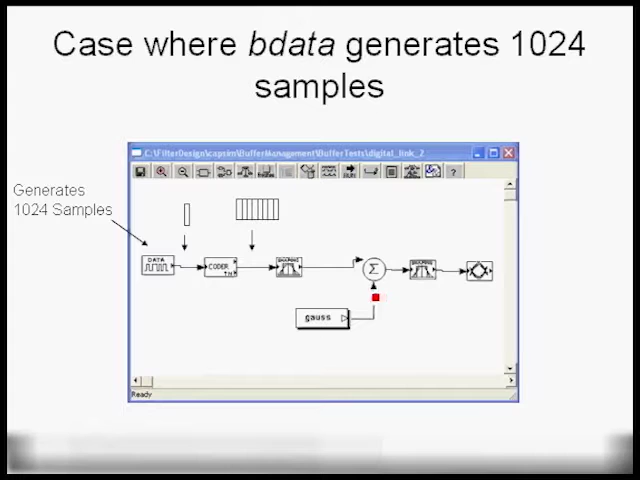 Case where bdata generates 1024
samples
C:\FilterDesign\capsim\BufferManagement\BufferTests\digital_link_2
Generates
1024 Samples
DATA
CODER
gauss
Σ
Ready